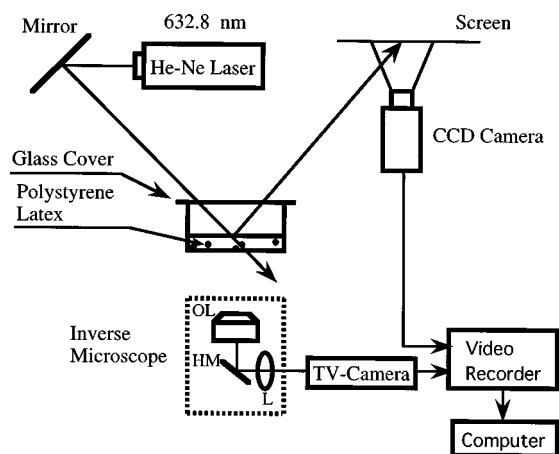 632.8 nm
Mirror
He-Ne Laser
Screen
CCD Camera
Glass Cover
Polystyrene
Latex
OL
Inverse
Microscope
HM
L
TV-Camera
Video
Recorder
Computer